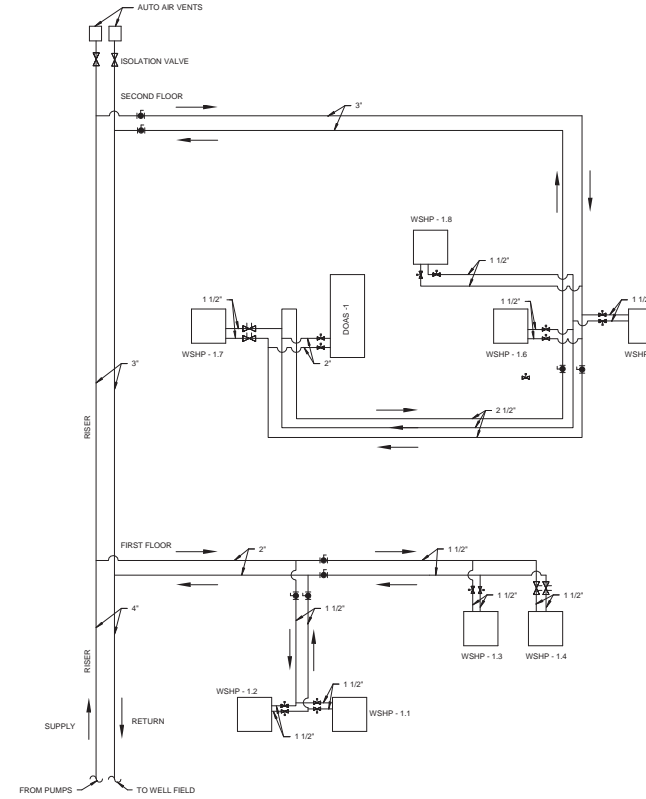 AUTO AIR VENTS
ISOLATION VALVE
SECOND FLOOR
3"
WSHP - 1.8
1 1/2"
1 1/2"
DOAS -1
1 1/2"
1 1/2
WSHP - 1.7
2"
WSHP - 1.6
WSHP
3"
2 1/2"
RISER
FIRST FLOOR
2"
1 1/2"
1 1/2"
1 1/2"
4"
1 1/2"
WSHP - 1.3
WSHP - 1.4
RISER
1 1/2"
WSHP - 1.2
WSHP - 1.1
SUPPLY
RETURN
1 1/2"
FROM PUMPS
TO WELL FIELD